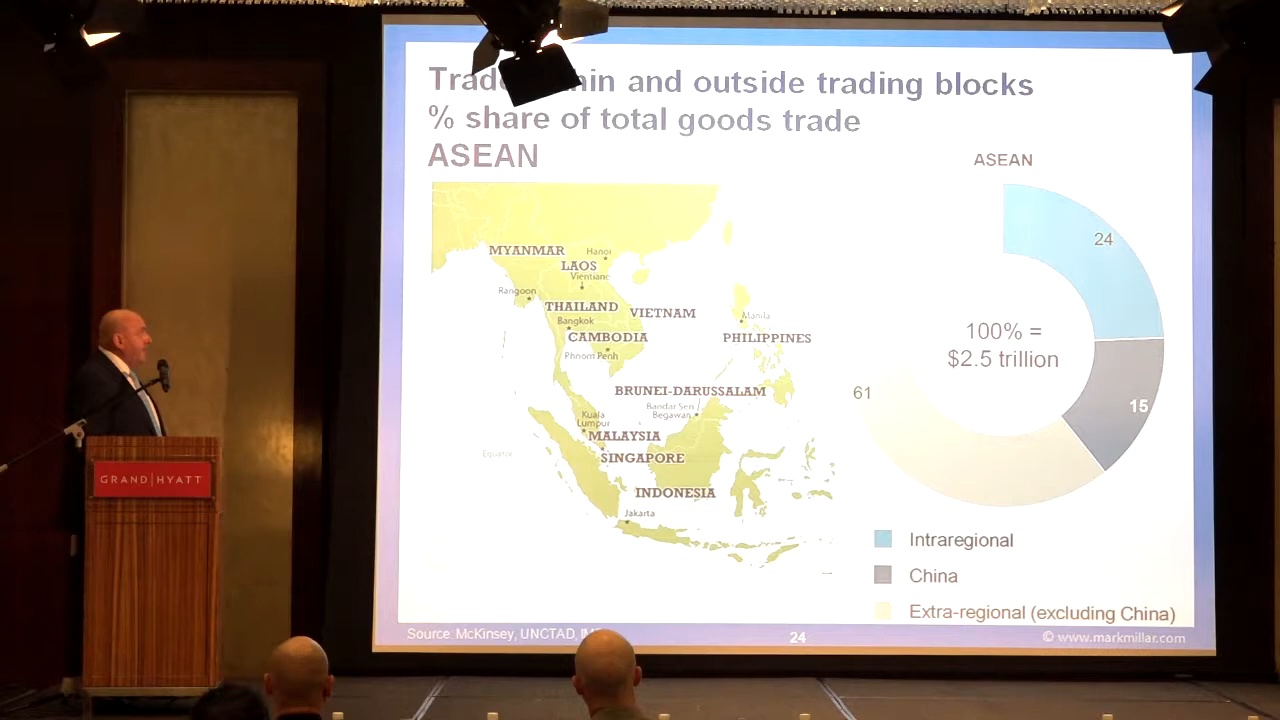 Trade and outside trading blocks
% share of total goods trade
ASEAN
ASEAN
24
15
61
100% =
$2.5 trillion
MYANMAR
Hanoi
LAOS
Vientiane
Rangoon
THAILAND
VIETNAM
Bangkok
Manila
CAMBODIA
PHILIPPINES
Phnom Penh
BRUNEI-DARUSSALAM
Bandar Seri
Begawan
Kuala
Lumpur
MALAYSIA
SINGAPORE
Equator
INDONESIA
Jakarta
Intraregional
China
Extra-regional (excluding China)
Source: McKinsey, UNCTAD,
24
© www.markmillar.com
GRAND|HYATT